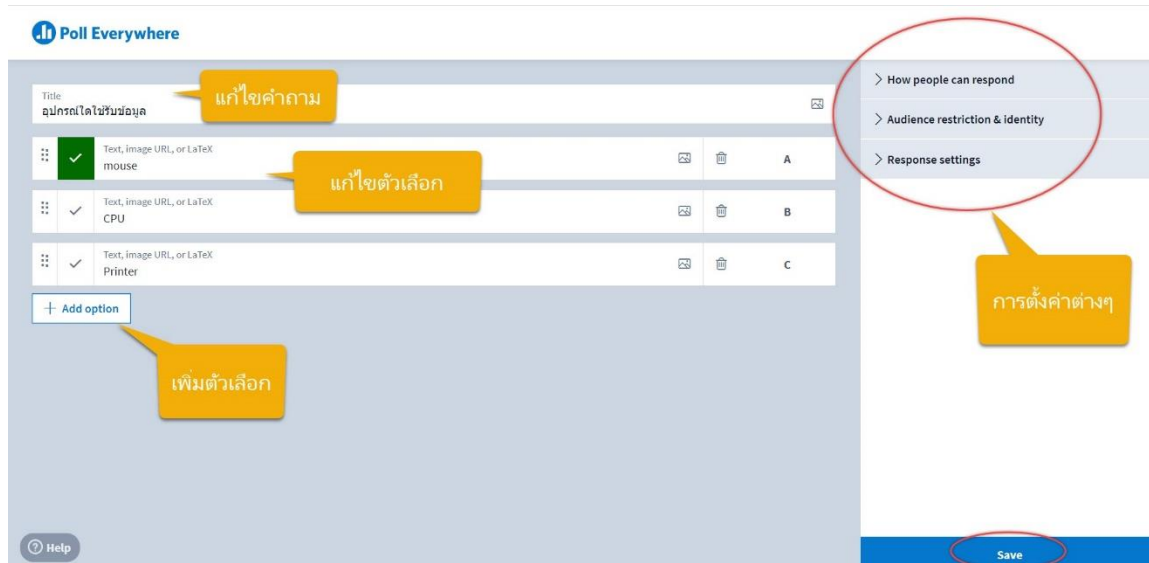 Poll Everywhere
Title
อุปกรณ์ใดใช้รับข้อมูล
แก้ไขคำถาม
Text, image URL, or LaTeX
mouse
A
แก้ไขตัวเลือก
Text, image URL, or LaTeX
CPU
B
Text, image URL, or LaTeX
Printer
C
+ Add option
เพิ่มตัวเลือก
How people can respond
Audience restriction & identity
Response settings
การตั้งค่าต่างๆ
? Help
Save